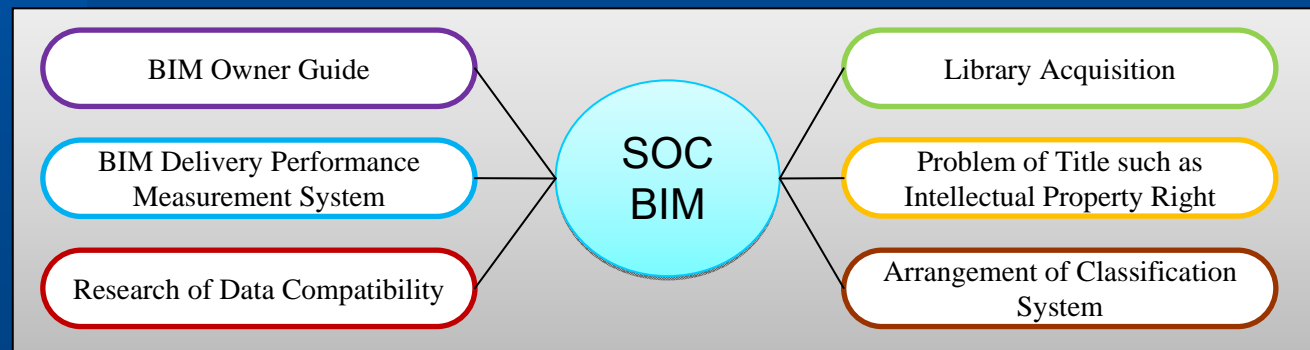 BIM Owner Guide
BIM Delivery Performance
Measurement System
Research of Data Compatibility
SOC
BIM
Library Acquisition
Problem of Title such as
Intellectual Property Right
Arrangement of Classification
System